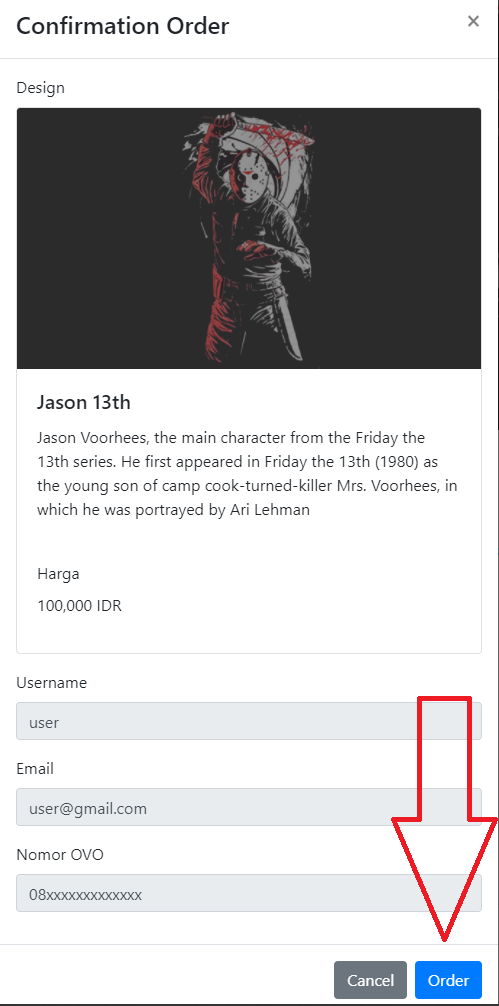 Confirmation Order
×
Design
Jason 13th
Jason Voorhees, the main character from the Friday the
13th series. He first appeared in Friday the 13th (1980) as
the young son of camp cook-turned-killer Mrs. Voorhees, in
which he was portrayed by Ari Lehman
Harga
100,000 IDR
Username
user
Email
user@gmail.com
Nomor OVO
08xxxxxxxxxxxxx
Cancel
Order